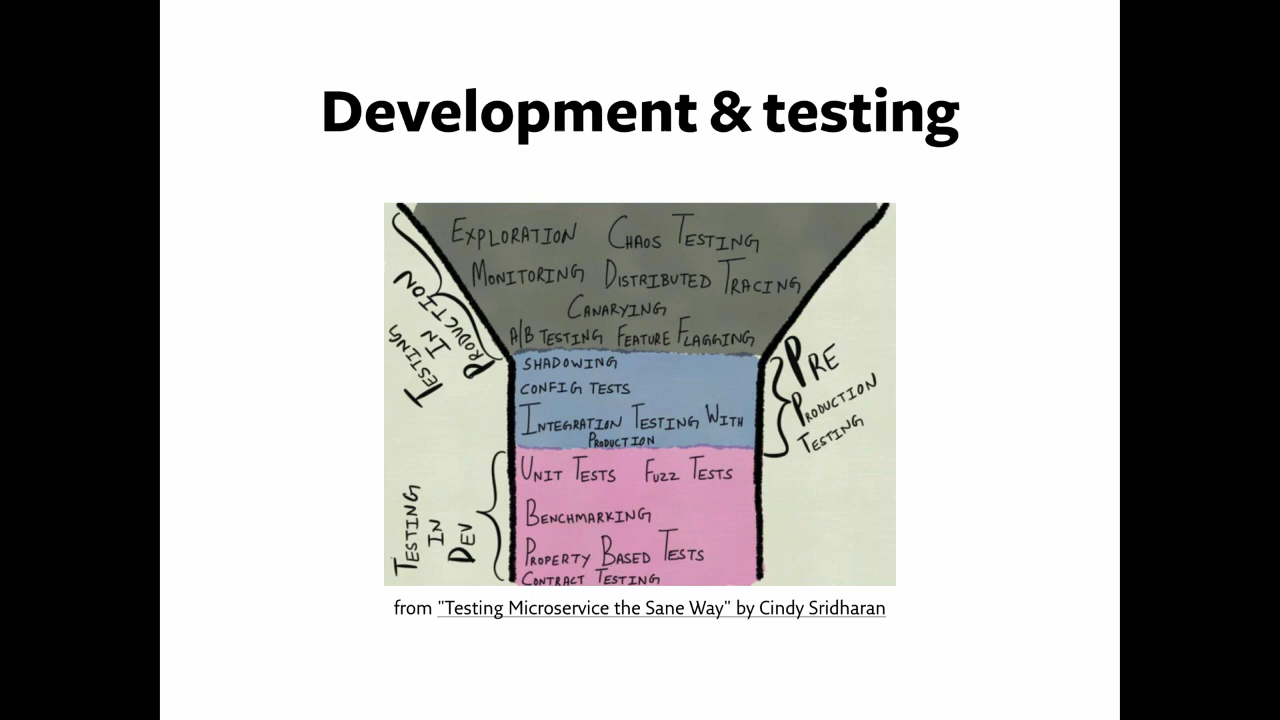 Development & testing
EXPLORATION CHAOS TESTING
MONITORING DISTRIBUTED TRACING
CANARYING
A/B TESTING FEATURE FLAGGING
TESTING
IN
PRODUCTION
SHADOWING
CONFIG TESTS
INTEGRATION TESTING WITH
PRODUCTION
PRE
PRODUCTION
TESTING
UNIT TESTS FUZZ TESTS
BENCHMARKING
PROPERTY BASED TESTS
CONTRACT TESTING
TESTING
IN
DEV
from "Testing Microservice the Sane Way" by Cindy Sridharan